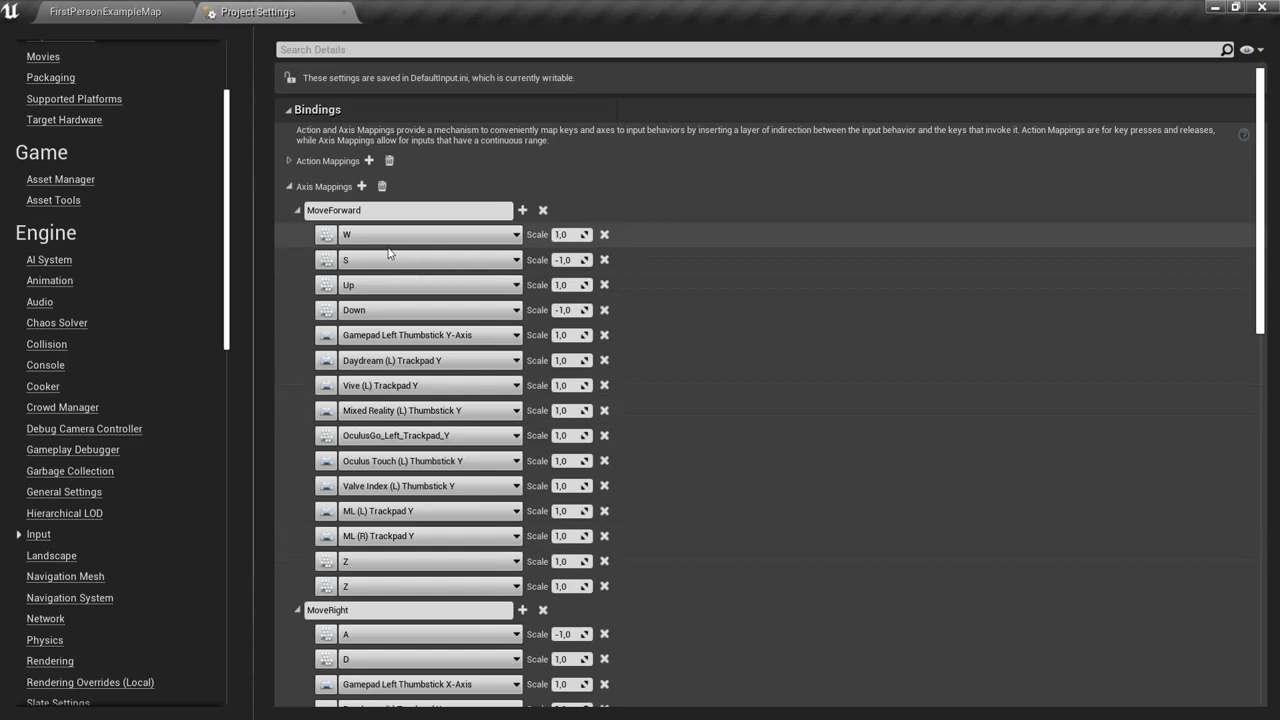 FirstPersonExampleMap
Project Settings
Movies
Packaging
Supported Platforms
Target Hardware
Game
Asset Manager
Asset Tools
Engine
AI System
Animation
Audio
Chaos Solver
Collision
Console
Cooker
Crowd Manager
Debug Camera Controller
Gameplay Debugger
Garbage Collection
General Settings
Hierarchical LOD
Input
Landscape
Navigation Mesh
Navigation System
Network
Physics
Rendering
Rendering Overrides (Local)
Slate Settings
Search Details
These settings are saved in DefaultInput.ini, which is currently writable.
Bindings
Action and Axis Mappings provide a mechanism to conveniently map keys and axes to input behaviors by inserting a layer of indirection between the input behavior and the keys that invoke it. Action Mappings are for key presses and releases,
while Axis Mappings allow for inputs that have a continuous range.
Action Mappings
Axis Mappings
MoveForward
W Scale 1,0
S Scale -1,0
Up Scale 1,0
Down Scale -1,0
Gamepad Left Thumbstick Y-Axis Scale 1,0
Daydream (L) Trackpad Y Scale 1,0
Vive (L) Trackpad Y Scale 1,0
Mixed Reality (L) Thumbstick Y Scale 1,0
OculusGo_Left_Trackpad_Y Scale 1,0
Oculus Touch (L) Thumbstick Y Scale 1,0
Valve Index (L) Thumbstick Y Scale 1,0
ML (L) Trackpad Y Scale 1,0
ML (R) Trackpad Y Scale 1,0
Z Scale 1,0
Z Scale 1,0
MoveRight
A Scale -1,0
D Scale 1,0
Gamepad Left Thumbstick X-Axis Scale 1,0